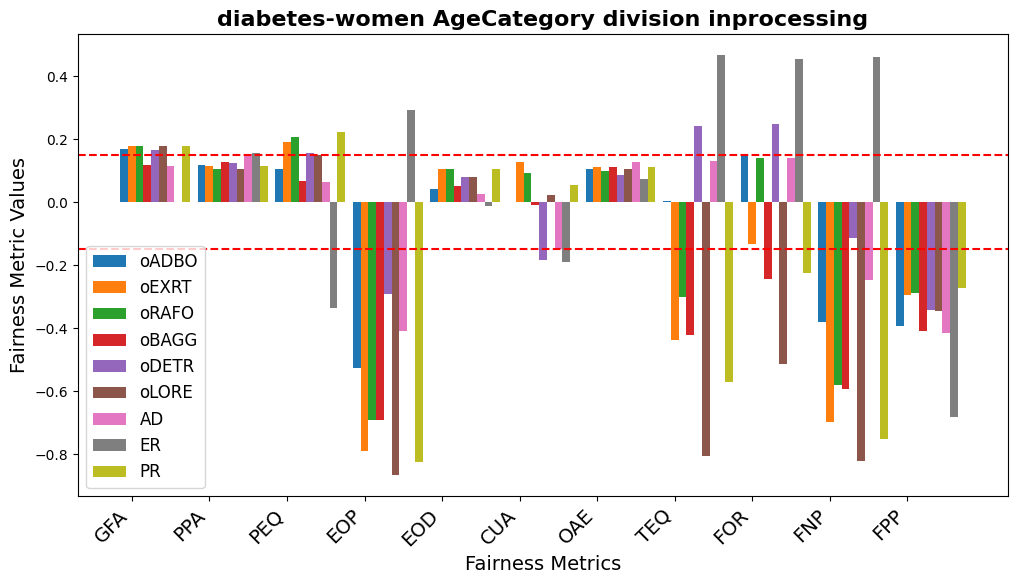 diabetes-women AgeCategory division inprocessing
Fairness Metric Values
0.4
0.2
0.0
−0.2
−0.4
−0.6
−0.8
oADBO
oEXRT
oRAFO
oBAGG
oDETR
oLORE
AD
ER
PR
GFA
PPA
PEQ
EOP
EOD
CUA
OAE
TEQ
FOR
FNP
FPP
Fairness Metrics